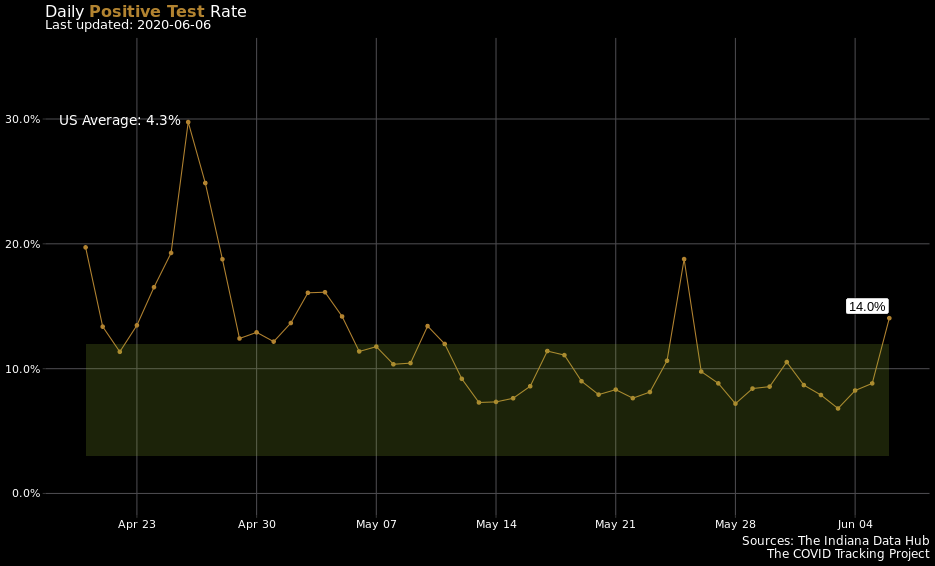 Daily Positive Test Rate
Last updated: 2020-06-06
30.0%
US Average: 4.3%
20.0%
14.0%
10.0%
0.0%
Apr 23 Apr 30 May 07 May 14 May 21 May 28 Jun 04
Sources: The Indiana Data Hub
The COVID Tracking Project